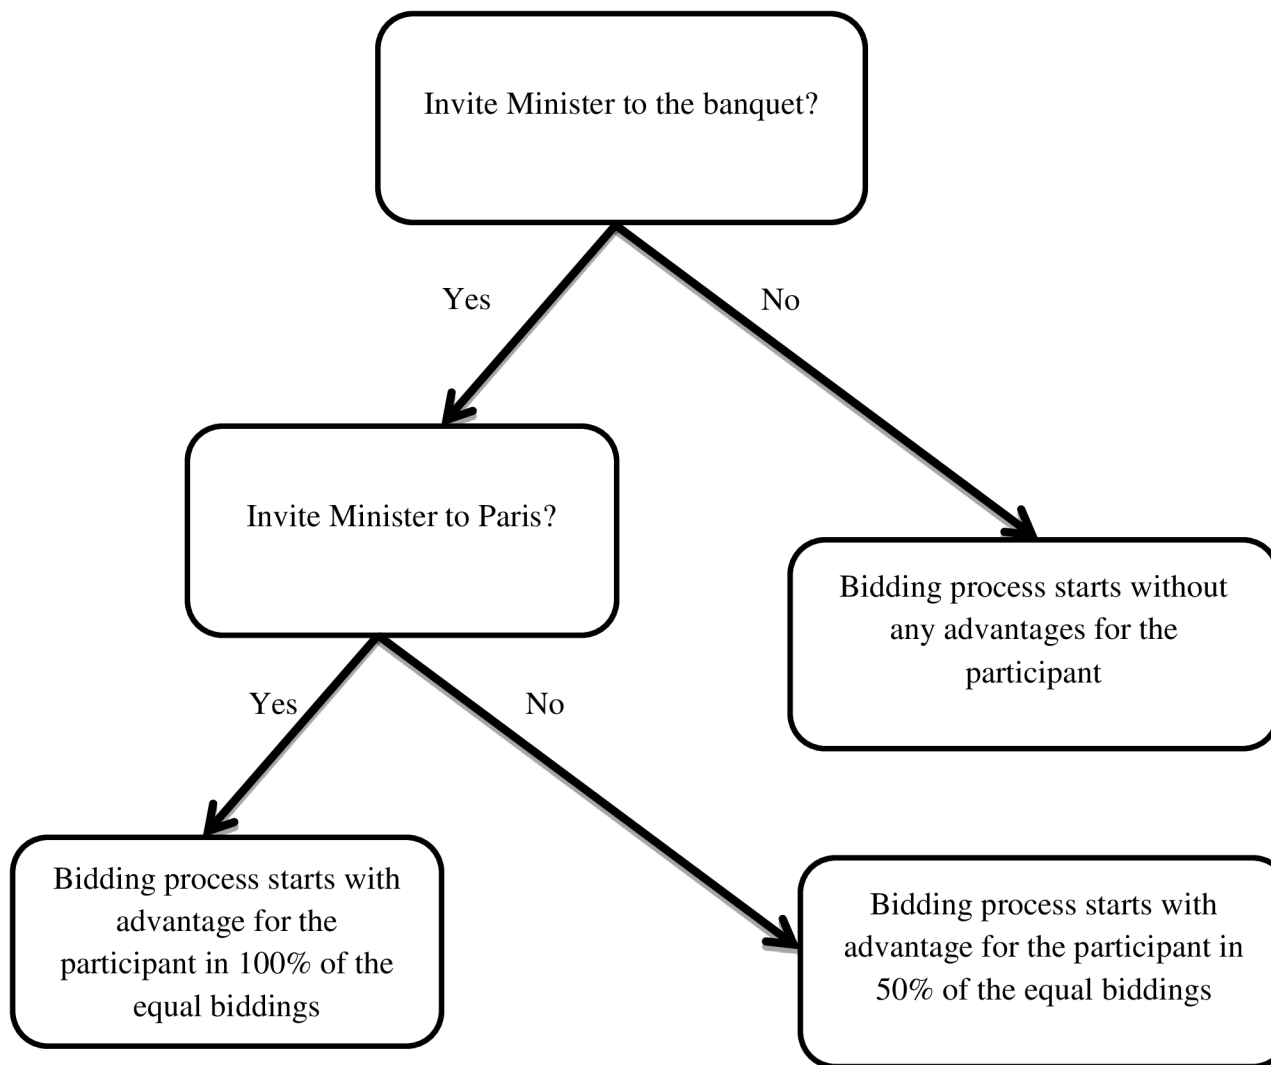 Invite Minister to the banquet?
Yes
No
Invite Minister to Paris?
Bidding process starts without
any advantages for the
participant
Yes
No
Bidding process starts with
advantage for the
participant in 100% of the
equal biddings
Bidding process starts with
advantage for the participant in
50% of the equal biddings